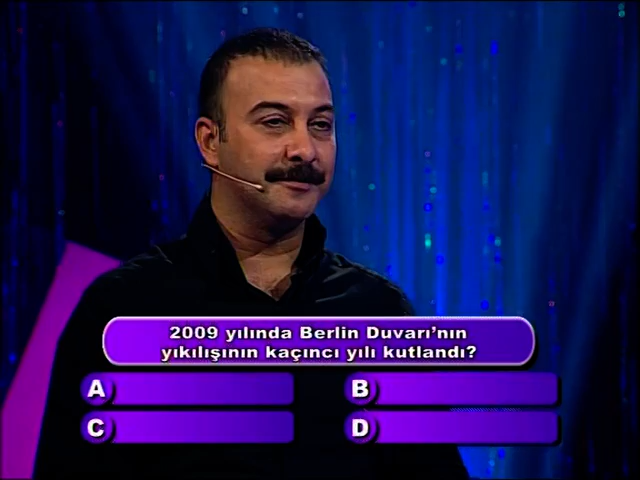 2009 yılında Berlin Duvarı’nın
yıkılışının kaçıncı yılı kutlandı?
A
B
C
D